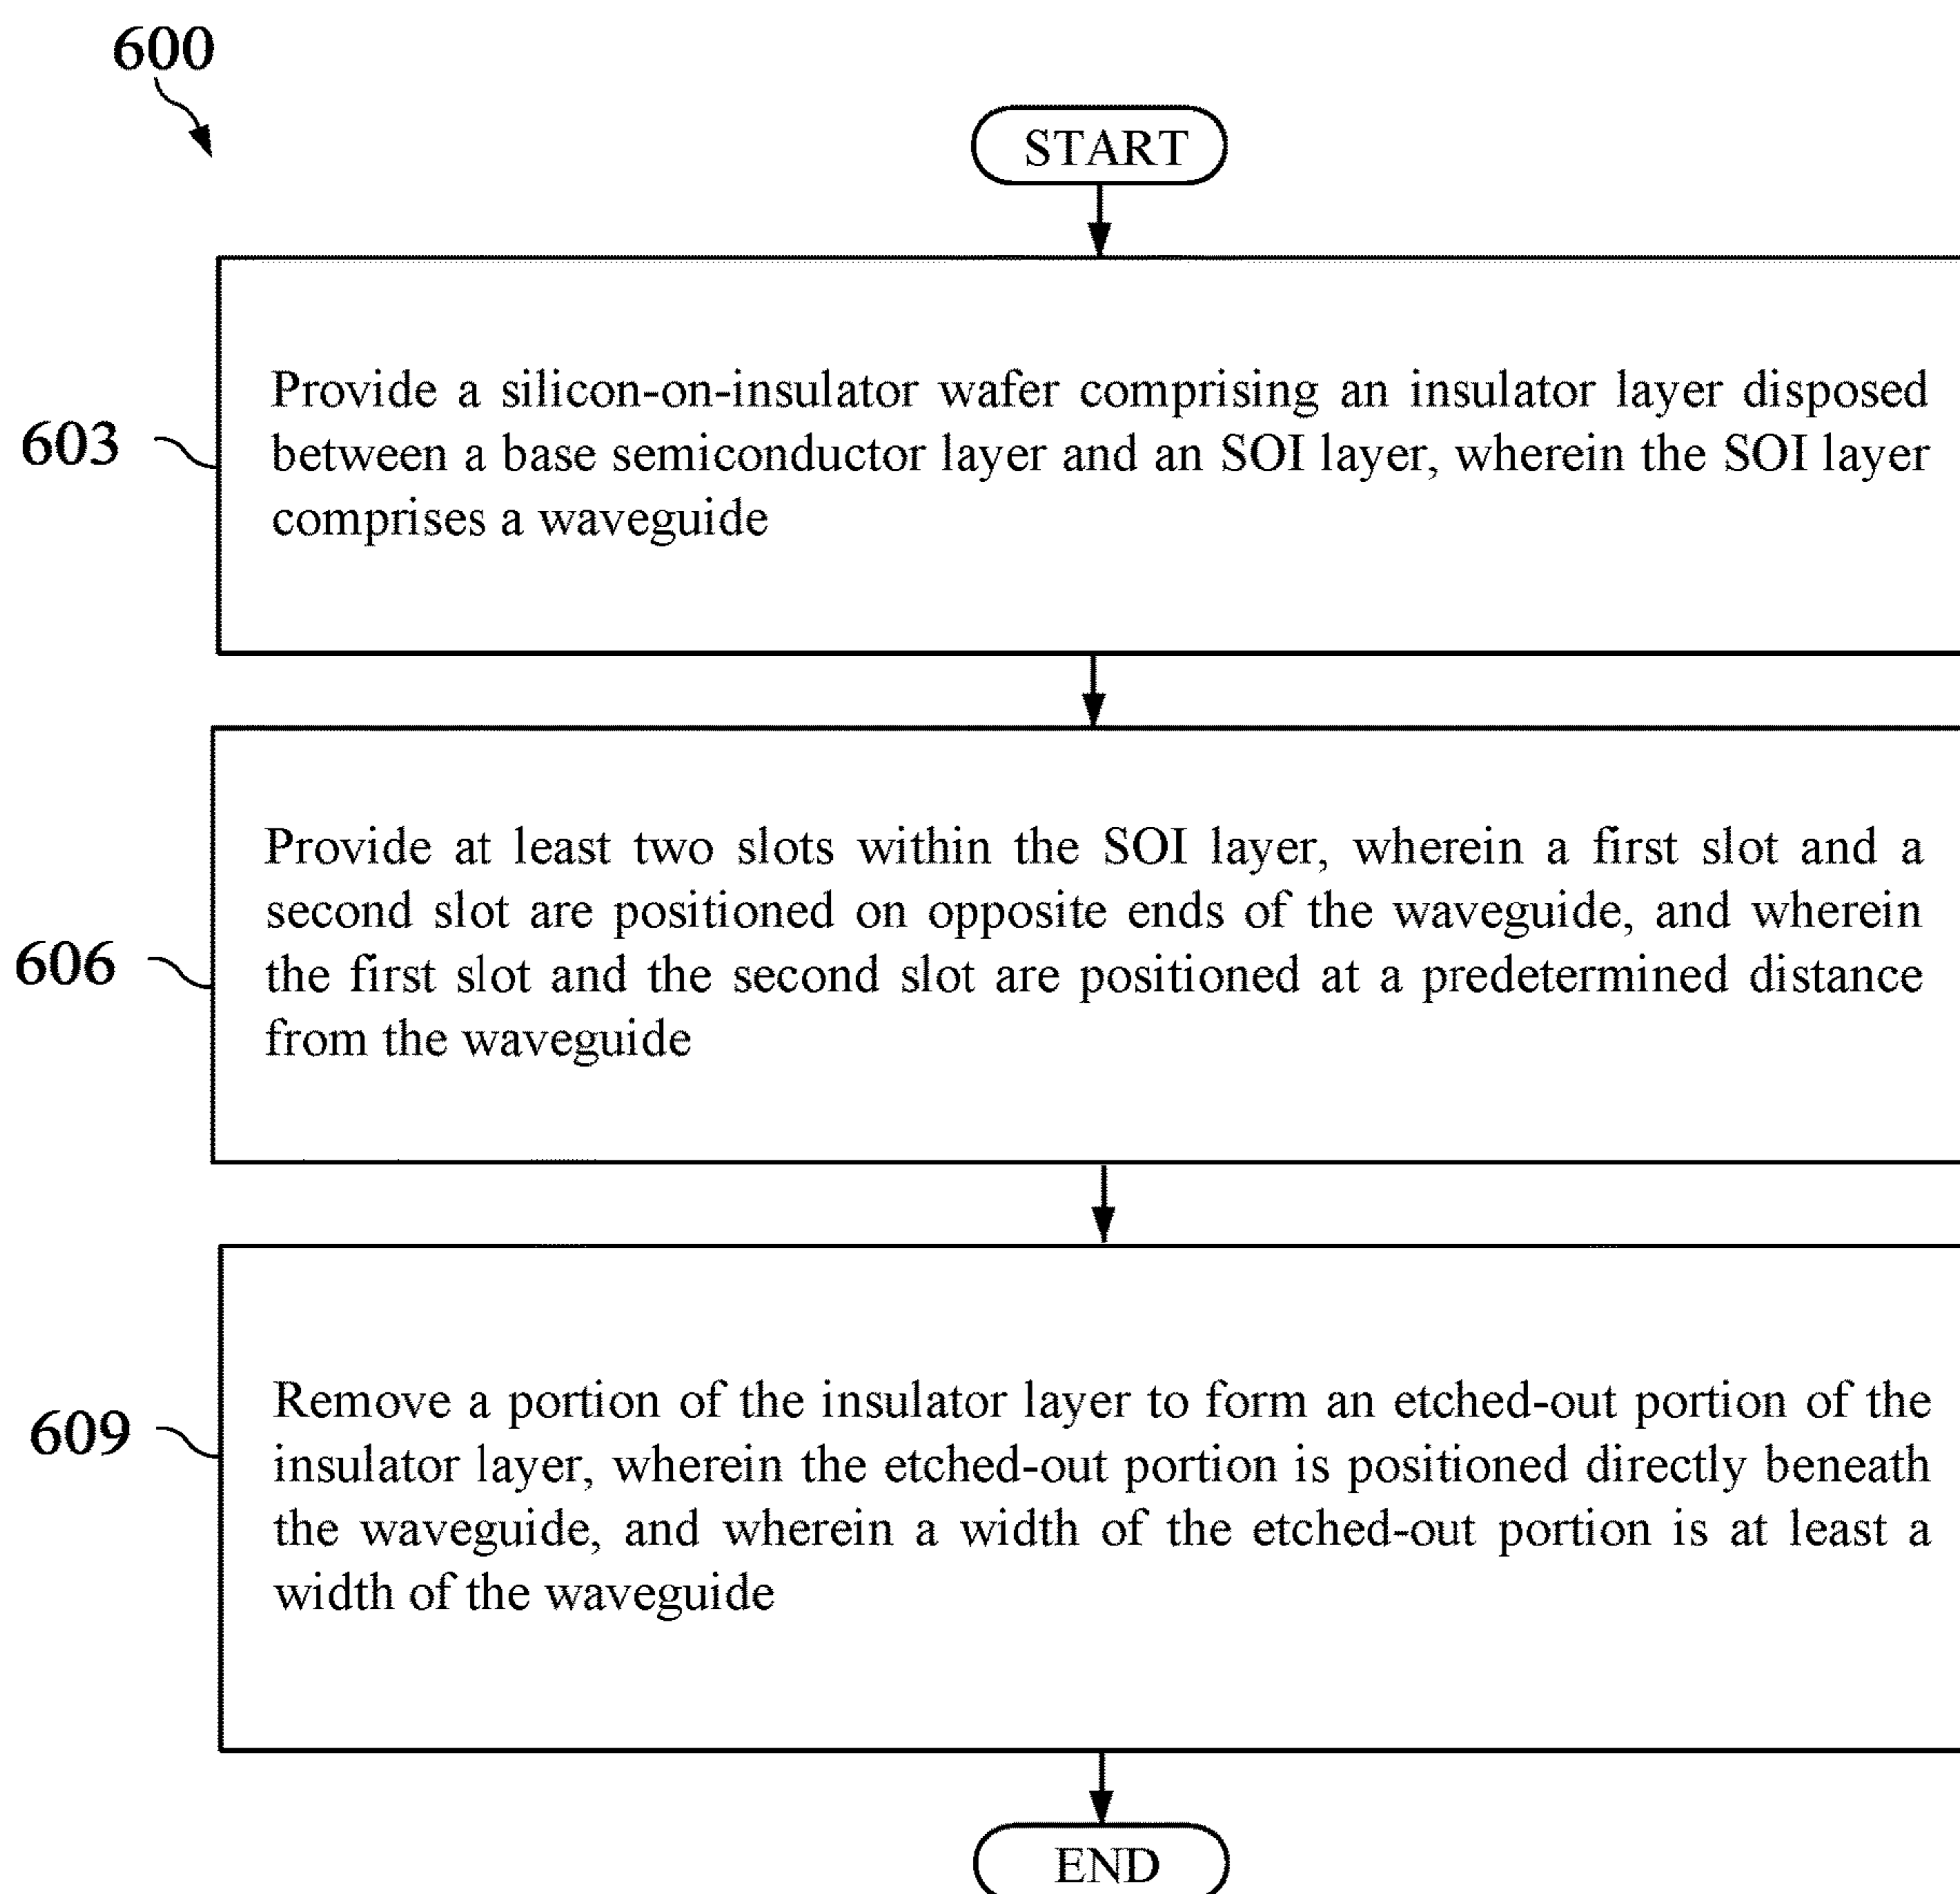 600
START
603
Provide a silicon-on-insulator wafer comprising an insulator layer disposed
between a base semiconductor layer and an SOI layer, wherein the SOI layer
comprises a waveguide
606
Provide at least two slots within the SOI layer, wherein a first slot and a
second slot are positioned on opposite ends of the waveguide, and wherein
the first slot and the second slot are positioned at a predetermined distance
from the waveguide
609
Remove a portion of the insulator layer to form an etched-out portion of the
insulator layer, wherein the etched-out portion is positioned directly beneath
the waveguide, and wherein a width of the etched-out portion is at least a
width of the waveguide
END